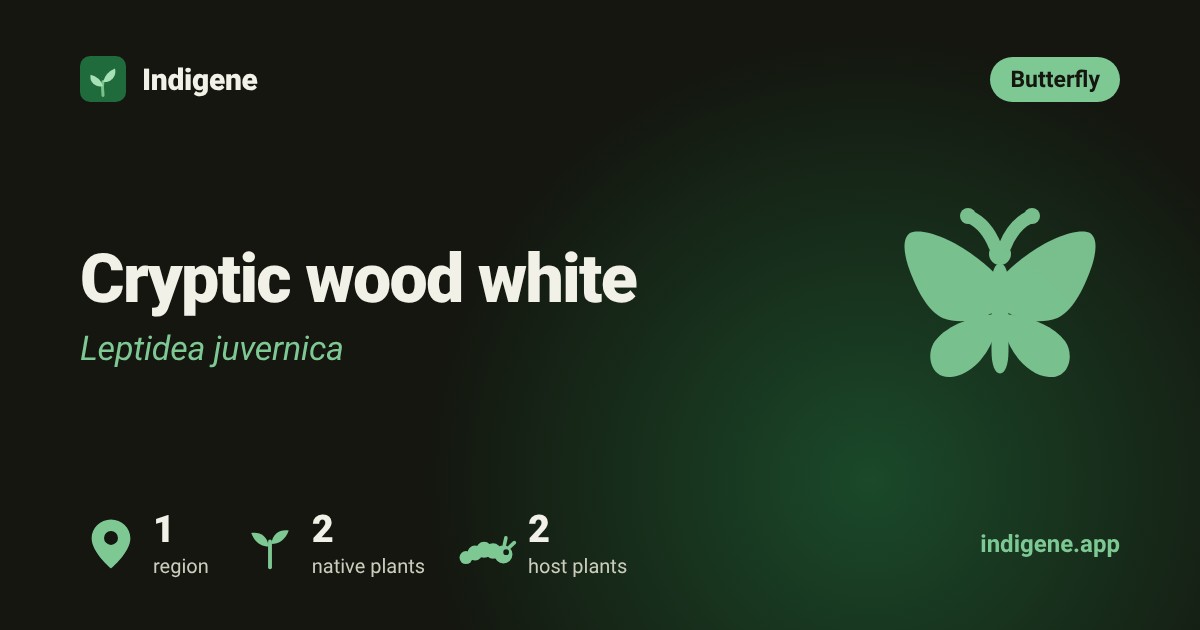 Indigene
Butterfly
Cryptic wood white
Leptidea juvernica
1
region
2
native plants
2
host plants
indigene.app